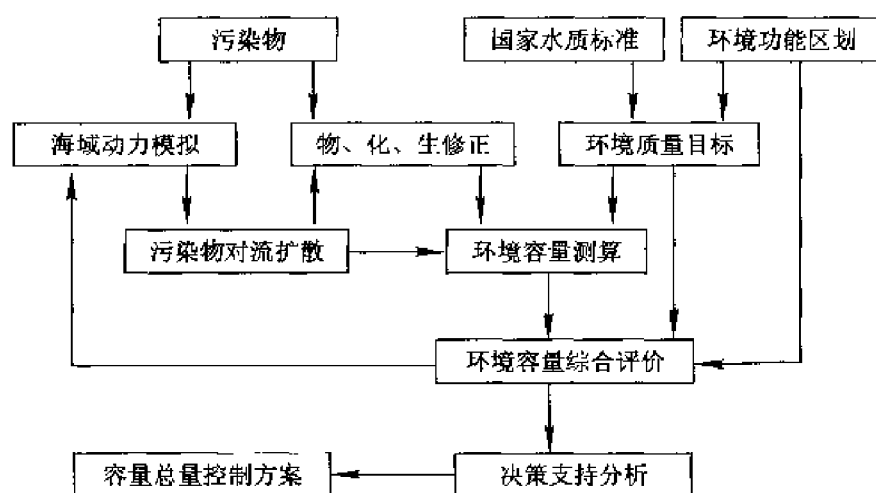 污染物
国家水质标准
环境功能区划
海域动力模拟
物、化、生修正
环境质量目标
污染物对流扩散
环境容量测算
环境容量综合评价
容量总量控制方案
决策支持分析